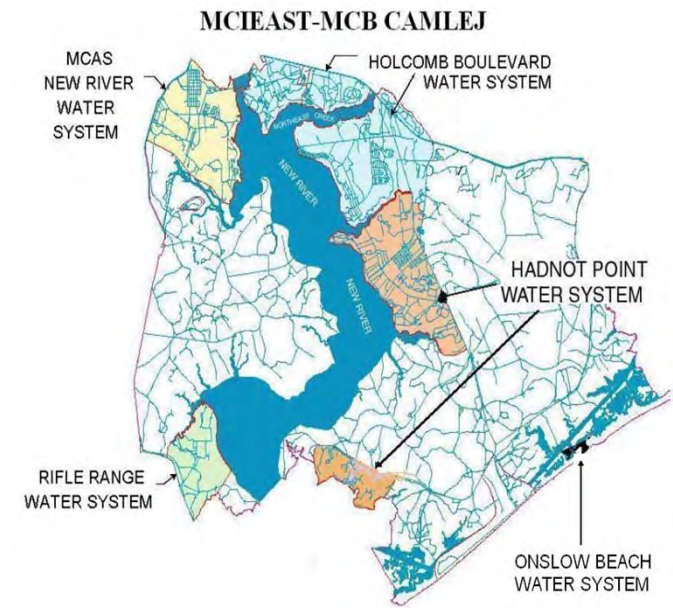 MCIEAST-MCB CAMLEJ
MCAS
NEW RIVER
WATER
SYSTEM
HOLCOMB BOULEVARD
WATER SYSTEM
NORTHEAST CREEK
NEW RIVER
NEW RIVER
HADNOT POINT
WATER SYSTEM
RIFLE RANGE
WATER SYSTEM
ONSLOW BEACH
WATER SYSTEM